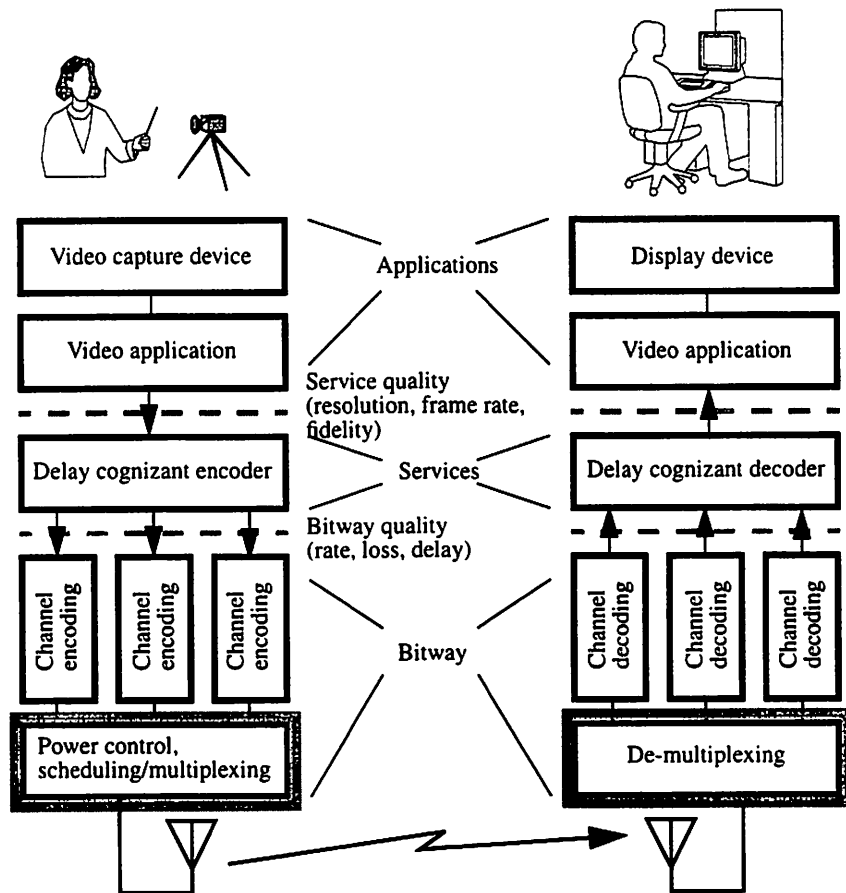 Video capture device
Applications
Display device
Video application
Video application
Service quality
(resolution, frame rate,
fidelity)
Delay cognizant encoder
Services
Delay cognizant decoder
Bitway quality
(rate, loss, delay)
Channel
encoding
Channel
encoding
Channel
encoding
Bitway
Channel
decoding
Channel
decoding
Channel
decoding
Power control,
scheduling/multiplexing
De-multiplexing